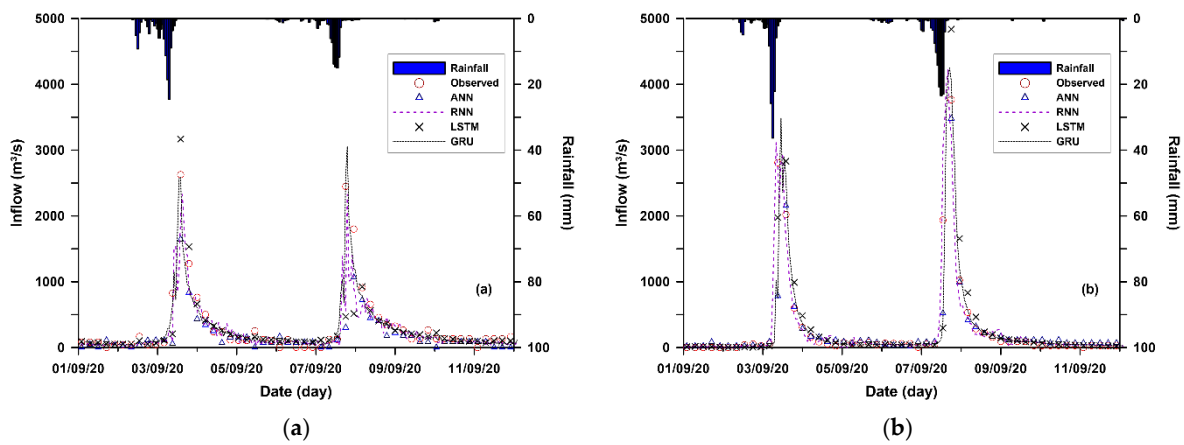 5000
4000
3000
2000
1000
0
Inflow (m³/s)
0
20
40
60
80
100
Rainfall (mm)
Rainfall
Observed
ANN
RNN
LSTM
GRU
(a)
01/09/20 03/09/20 05/09/20 07/09/20 09/09/20 11/09/20
Date (day)
(a)
5000
4000
3000
2000
1000
0
Inflow (m³/s)
0
20
40
60
80
100
Rainfall (mm)
Rainfall
Observed
ANN
RNN
LSTM
GRU
(b)
01/09/20 03/09/20 05/09/20 07/09/20 09/09/20 11/09/20
Date (day)
(b)